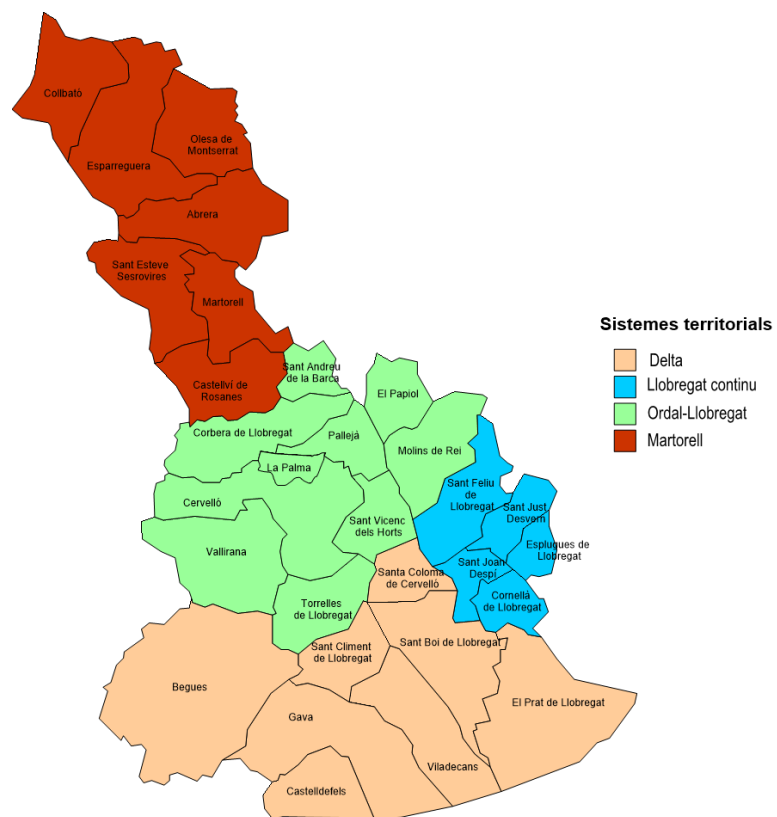 Collbató
Olesa de
Montserrat
Esparreguera
Abrera
Sant Esteve
Sesrovires
Martorell
Castellví de
Rosanes
Sant Andreu
de la Barca
El Papiol
Corbera de Llobregat
Pallejà
Molins de Rei
La Palma
Cervelló
Sant Feliu
de
Llobregat
Sant Just
Desvern
Sant Vicenc
dels Horts
Esplugues de
Llobregat
Vallirana
Sant Joan
Despí
Santa Coloma
de Cervelló
Cornellà
de Llobregat
Torrelles
de Llobregat
Sant Climent
de Llobregat
Sant Boi de Llobregat
Begues
El Prat de Llobregat
Gava
Viladecans
Castelldefels
Sistemes territorials
Delta
Llobregat continu
Ordal-Llobregat
Martorell